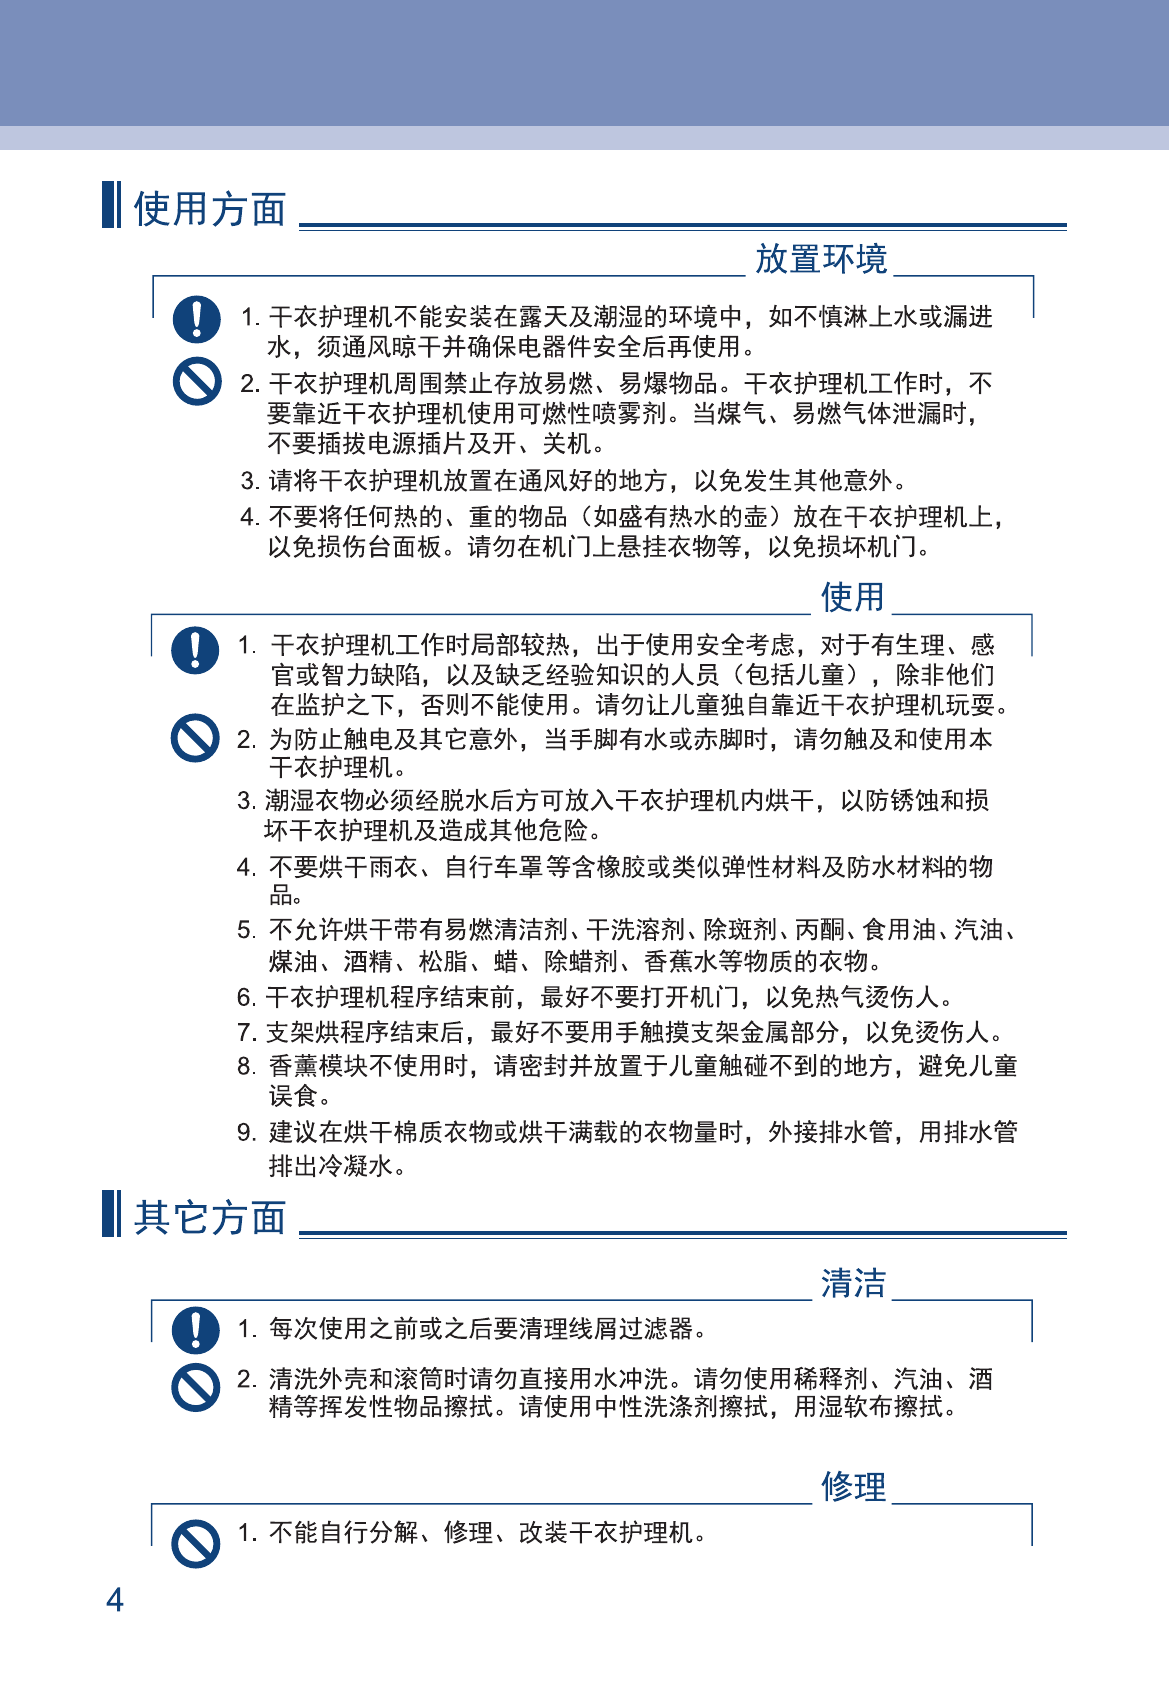 使用方面
放置环境
1. 干衣护理机不能安装在露天及潮湿的环境中，如不慎淋上水或漏进
水，须通风晾干并确保电器件安全后再使用。
2. 干衣护理机周围禁止存放易燃、易爆物品。干衣护理机工作时，不
要靠近干衣护理机使用可燃性喷雾剂。当煤气、易燃气体泄漏时，
不要插拔电源插片及开、关机。
3. 请将干衣护理机放置在通风好的地方，以免发生其他意外。
4. 不要将任何热的、重的物品（如盛有热水的壶）放在干衣护理机上，
以免损伤台面板。请勿在机门上悬挂衣物等，以免损坏机门。
使用
1. 干衣护理机工作时局部较热，出于使用安全考虑，对于有生理、感
官或智力缺陷，以及缺乏经验知识的人员（包括儿童），除非他们
在监护之下，否则不能使用。请勿让儿童独自靠近干衣护理机玩耍。
2. 为防止触电及其它意外，当手脚有水或赤脚时，请勿触及和使用本
干衣护理机。
3. 潮湿衣物必须经脱水后方可放入干衣护理机内烘干，以防锈蚀和损
坏干衣护理机及造成其他危险。
4. 不要烘干雨衣、自行车罩等含橡胶或类似弹性材料及防水材料的物
品。
5. 不允许烘干带有易燃清洁剂、干洗溶剂、除斑剂、丙酮、食用油、汽油、
煤油、酒精、松脂、蜡、除蜡剂、香蕉水等物质的衣物。
6. 干衣护理机程序结束前，最好不要打开机门，以免热气烫伤人。
7. 支架烘程序结束后，最好不要用手触摸支架金属部分，以免烫伤人。
8. 香薰模块不使用时，请密封并放置于儿童触碰不到的地方，避免儿童
误食。
9. 建议在烘干棉质衣物或烘干满载的衣物量时，外接排水管，用排水管
排出冷凝水。
其它方面
清洁
1. 每次使用之前或之后要清理线屑过滤器。
2. 清洗外壳和滚筒时请勿直接用水冲洗。请勿使用稀释剂、汽油、酒
精等挥发性物品擦拭。请使用中性洗涤剂擦拭，用湿软布擦拭。
修理
1. 不能自行分解、修理、改装干衣护理机。
4